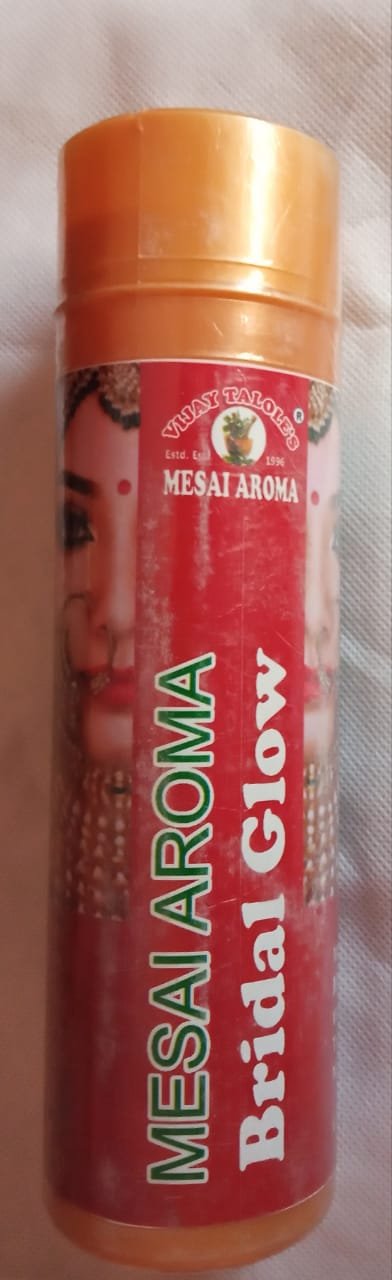 VIJAY TALOLE'S ®
Estd. 1996
MESAI AROMA
MESAI AROMA
Bridal Glow